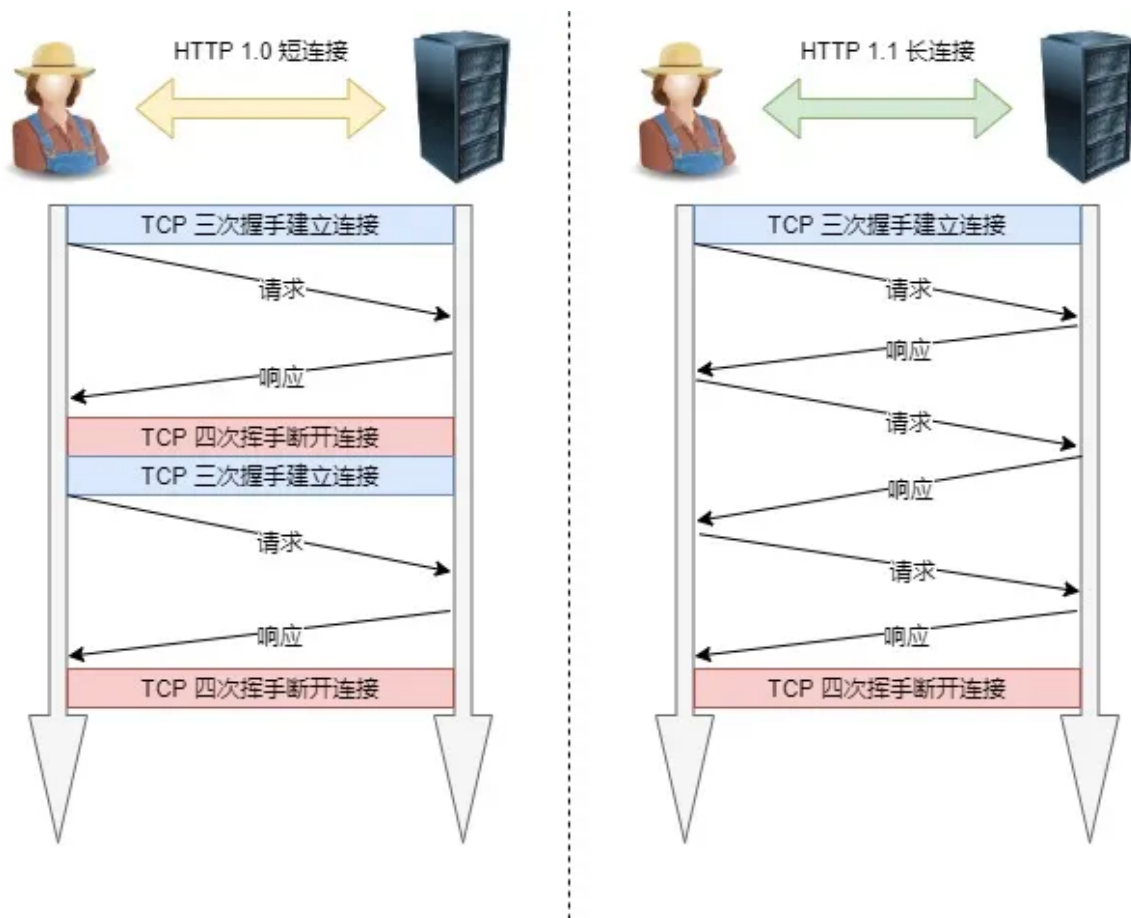 HTTP 1.0 短连接
TCP 三次握手建立连接
请求
响应
TCP 四次挥手断开连接
TCP 三次握手建立连接
请求
响应
TCP 四次挥手断开连接
HTTP 1.1 长连接
TCP 三次握手建立连接
请求
响应
请求
响应
请求
响应
TCP 四次挥手断开连接